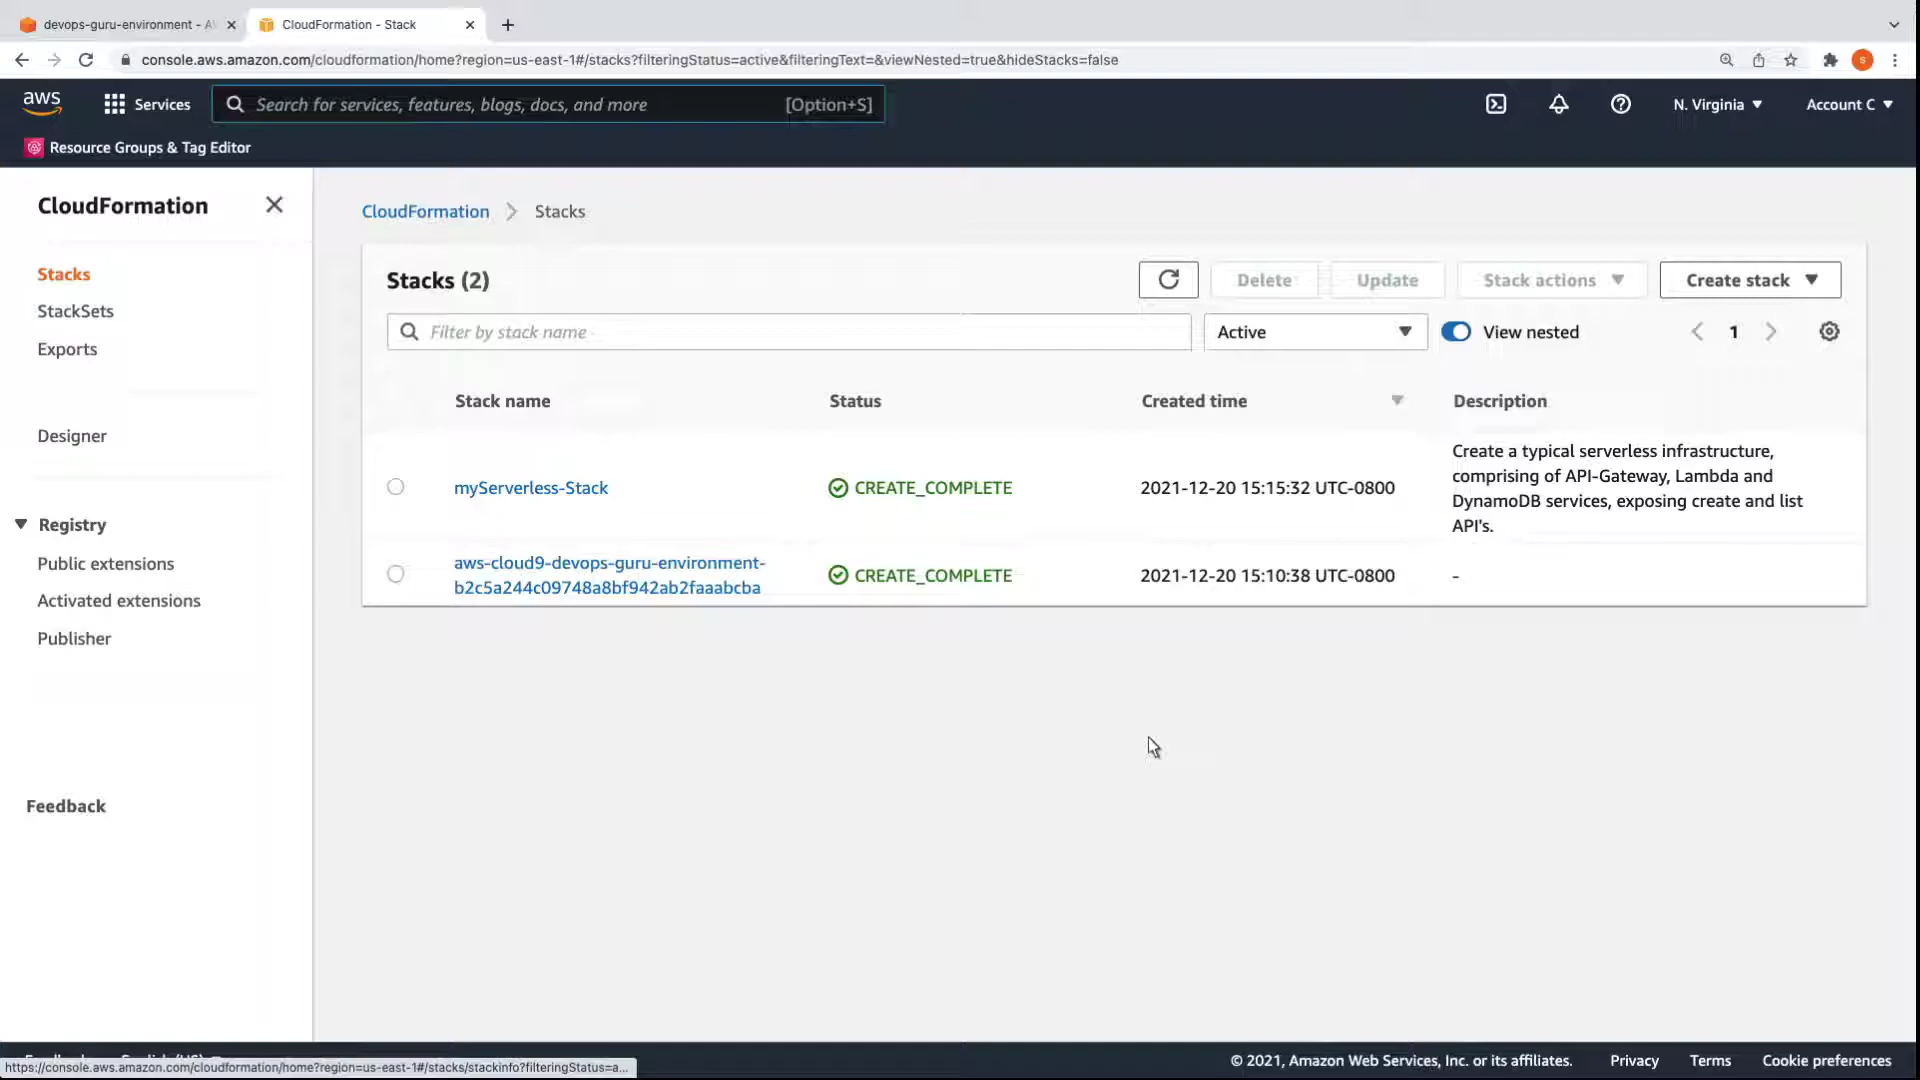 devops-guru-environment - A
CloudFormation - Stack
console.aws.amazon.com/cloudformation/home?region=us-east-1#/stacks?filteringStatus=active&filteringText=&viewNested=true&hideStacks=false
S
aws
Services
Search for services, features, blogs, docs, and more
[Option+S]
N. Virginia
Account C
Resource Groups & Tag Editor
CloudFormation
Stacks
StackSets
Exports
Designer
Registry
Public extensions
Activated extensions
Publisher
Feedback
CloudFormation
Stacks
Stacks (2)
Delete
Update
Stack actions
Create stack
Filter by stack name
Active
View nested
1
Stack name
Status
Created time
Description
myServerless-Stack
CREATE_COMPLETE
2021-12-20 15:15:32 UTC-0800
Create a typical serverless infrastructure,
comprising of API-Gateway, Lambda and
DynamoDB services, exposing create and list
API's.
aws-cloud9-devops-guru-environment-
b2c5a244c09748a8bf942ab2faaabcba
CREATE_COMPLETE
2021-12-20 15:10:38 UTC-0800
-
© 2021, Amazon Web Services, Inc. or its affiliates.
Privacy
Terms
Cookie preferences
https://console.aws.amazon.com/cloudformation/home?region=us-east-1#/stacks/stackinfo?filteringStatus=a...